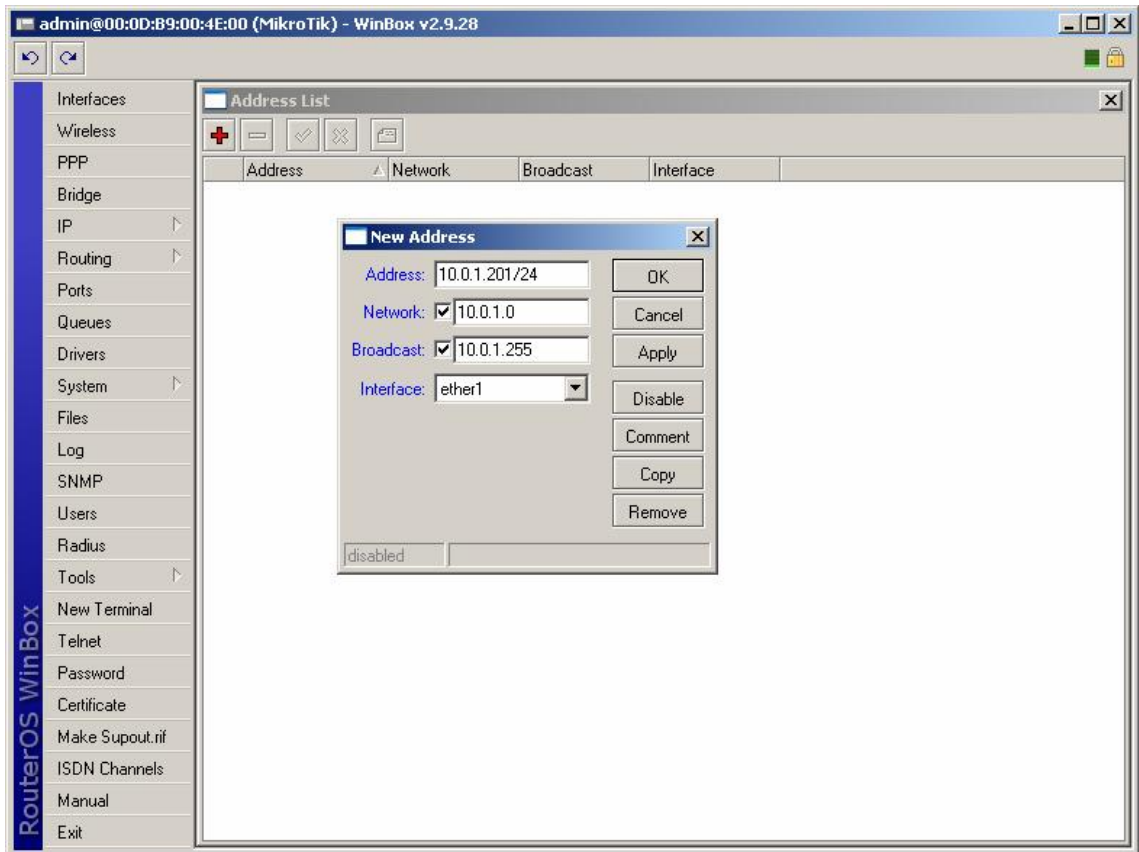 admin@00:0D:B9:00:4E:00 (MikroTik) - WinBox v2.9.28
RouterOS WinBox
Interfaces
Wireless
PPP
Bridge
IP
Routing
Ports
Queues
Drivers
System
Files
Log
SNMP
Users
Radius
Tools
New Terminal
Telnet
Password
Certificate
Make Supout.rif
ISDN Channels
Manual
Exit
Address List
Address Network Broadcast Interface
New Address
Address: 10.0.1.201/24
Network: 10.0.1.0
Broadcast: 10.0.1.255
Interface: ether1
OK
Cancel
Apply
Disable
Comment
Copy
Remove
disabled